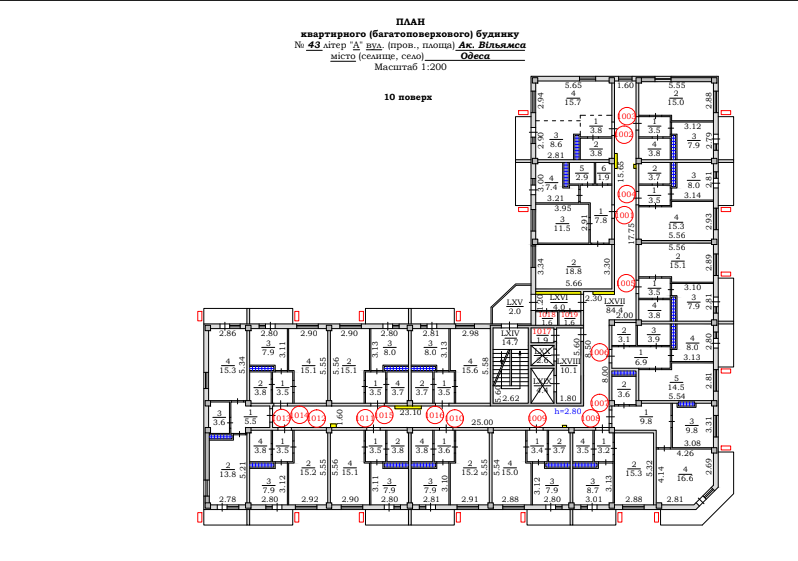 ПЛАН
квартирного (багатоповерхового) будинку
№ 43 літер "А" вул. (пров., площа) Ак. Вільямса
місто (селище, село) Одеса
Масштаб 1:200
10 поверх
5.65 1.60 5.55
4 15.7 2 15.0
2.94 2.88
1003
1 3.8 1 3.5 3.12
1002
2.90 3 8.6 2 3.8 4 3.8 3 7.9 2.79
2.81
15.65
5 2.9 6 1.9 2 3.7
3.00 4 7.4 3 8.0 2.81
1004 1 3.5
3.21 3.14
3.95
3 11.5 2.91 1 7.8 1001 4 15.3 2.93
17.75 5.56
5.56
3.34 2 18.8 3.30 2 15.1 2.89
5.66
1005 1 3.5 3.10
LXV 2.0 1.20 LXVI 4.0 2.30 LXVII 84.4 3 7.9 2.81
4 3.8
1018 1.6 1019 1.6 2.00
2.86 2.80 2.90 2.90 2.80 2.81 2.98 LXIV 14.7 1017 1.9 2 3.1 3 3.9 4 8.0 2.80
3 7.9 3.11 3.13 3 8.0 3 8.0 3.13 5.60 8.50
1006 1 6.9 3.13
4 15.3 5.34 4 15.1 5.55 5.56 2 15.1 4 15.6 5.58 LXVIII 10.1
8.00 5 14.5 2.81
2 3.8 1 3.5 1 3.5 4 3.7 2 3.7 1 3.5 5.60 2 3.6 5.54
2.62 1.80
3 3.6 1 5.5 1013 1014 1012 1.60 1011 1015 23.10 1016 1010 25.00 1009 h=2.80 1008 1007 1 9.8 3 9.8 3.31
3.08
4 3.8 1 3.5 1 3.5 2 3.8 4 3.8 1 3.6 1 3.4 2 3.7 4 3.5 1 3.2 4.26
2 13.8 5.21 2 15.2 5.55 5.56 4 15.1 2 15.2 5.55 5.54 4 15.0 2 15.3 5.32 4.14 4 16.6 2.69
3 7.9 3.12 3.11 3 7.9 3 7.9 3.10 3.12 3 7.9 3 8.7 3.13
2.78 2.80 2.92 2.90 2.80 2.81 2.91 2.88 2.80 3.01 2.88 2.81